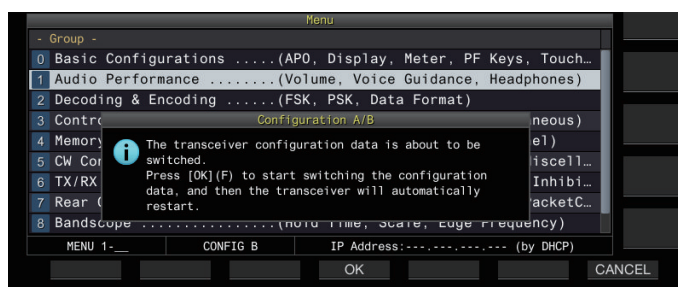 Menu
- Group -
0 Basic Configurations .....(APO, Display, Meter, PF Keys, Touch…
1 Audio Performance ........(Volume, Voice Guidance, Headphones)
2 Decoding & Encoding ......(FSK, PSK, Data Format)
3 Contro
neous)
4 Memory
el)
5 CW Con
iscell…
6 TX/RX
Inhibi…
7 Rear
acketC…
8 Bandscope ................(Hold Time, Scale, Edge Frequency)
Configuration A/B
The transceiver configuration data is about to be
switched.
Press [OK](F) to start switching the configuration
data, and then the transceiver will automatically
restart.
MENU 1-__ CONFIG B IP Address:---.---.---.--- (by DHCP)
OK CANCEL